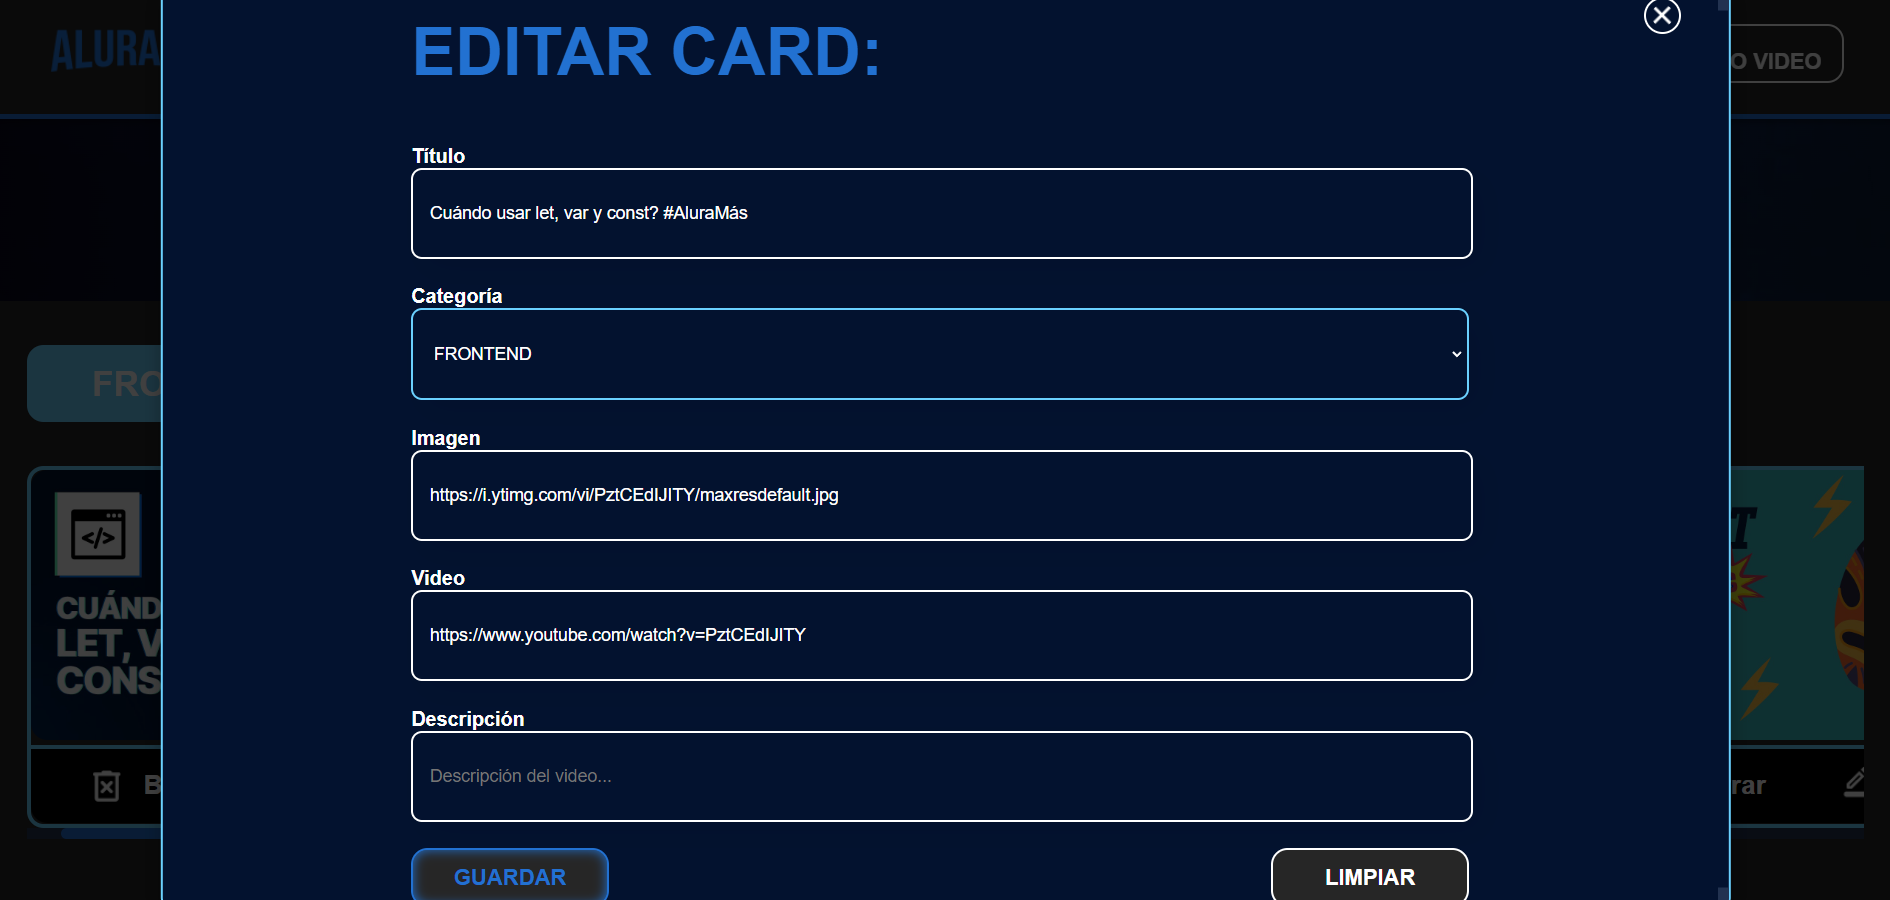 ALURA
O VIDEO
EDITAR CARD:
Título
Cuándo usar let, var y const? #AluraMás
Categoría
FRONTEND
Imagen
https://i.ytimg.com/vi/PztCEdIJITY/maxresdefault.jpg
Video
https://www.youtube.com/watch?v=PztCEdIJITY
Descripción
Descripción del video...
GUARDAR
LIMPIAR
FRO
</>
CUÁND
LET, V
CONS
B
T
rar